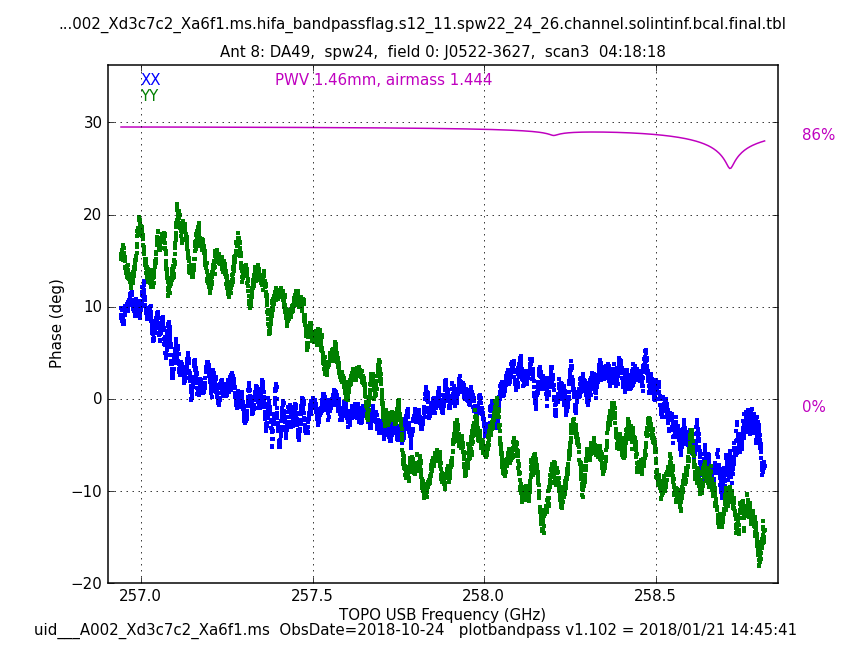 ...002_Xd3c7c2_Xa6f1.ms.hifa_bandpassflag.s12_11.spw22_24_26.channel.solintinf.bcal.final.tbl
Ant 8: DA49, spw24, field 0: J0522-3627, scan3 04:18:18
XX
PWV 1.46mm, airmass 1.444
YY
30
86%
20
10
Phase (deg)
0
0%
−10
−20
257.0 257.5 258.0 258.5
TOPO USB Frequency (GHz)
uid___A002_Xd3c7c2_Xa6f1.ms ObsDate=2018-10-24 plotbandpass v1.102 = 2018/01/21 14:45:41